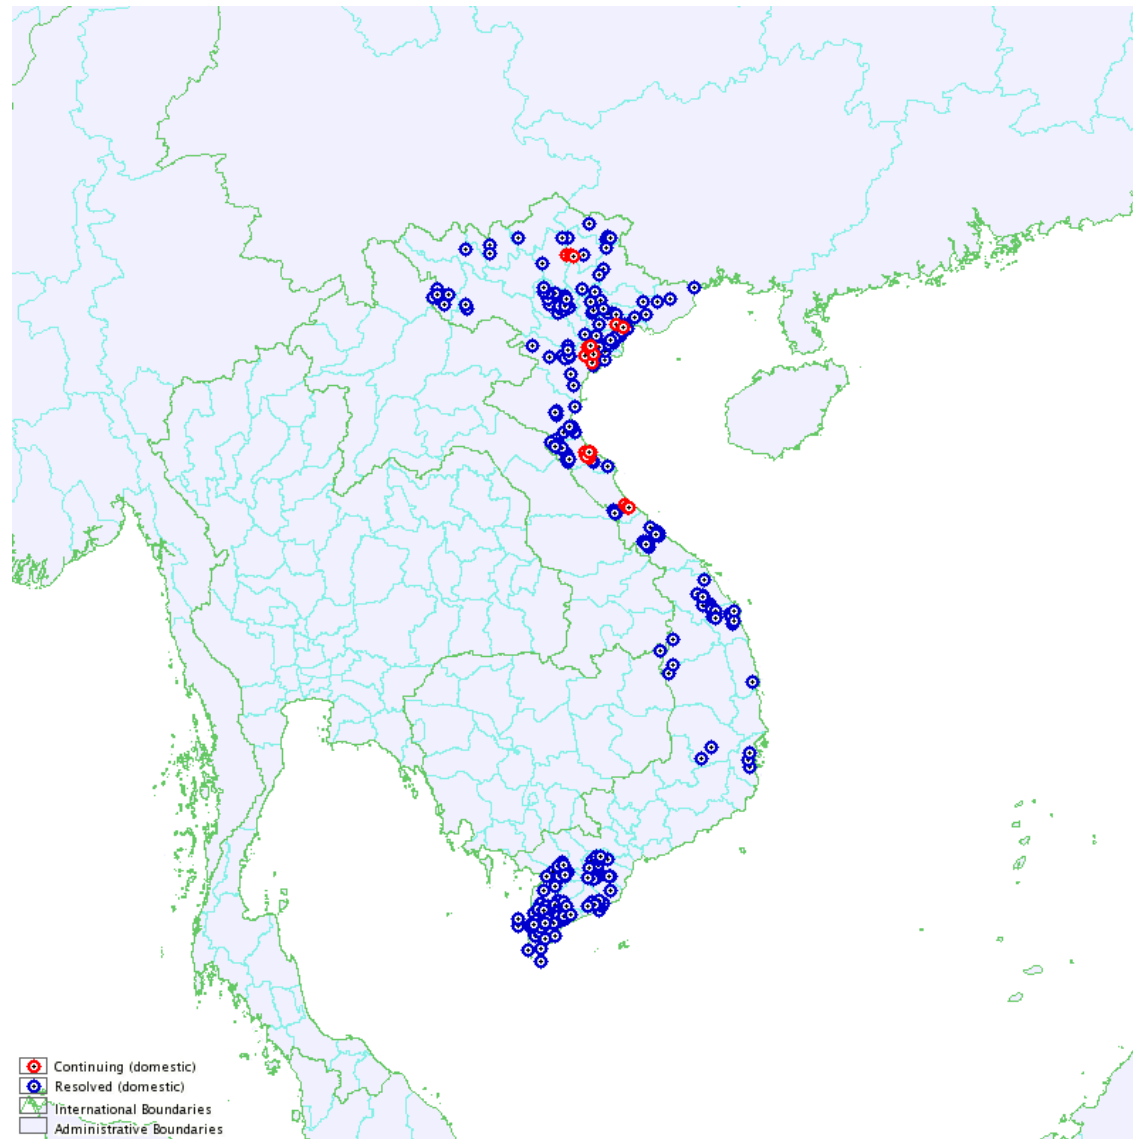 Continuing (domestic)
Resolved (domestic)
International Boundaries
Administrative Boundaries